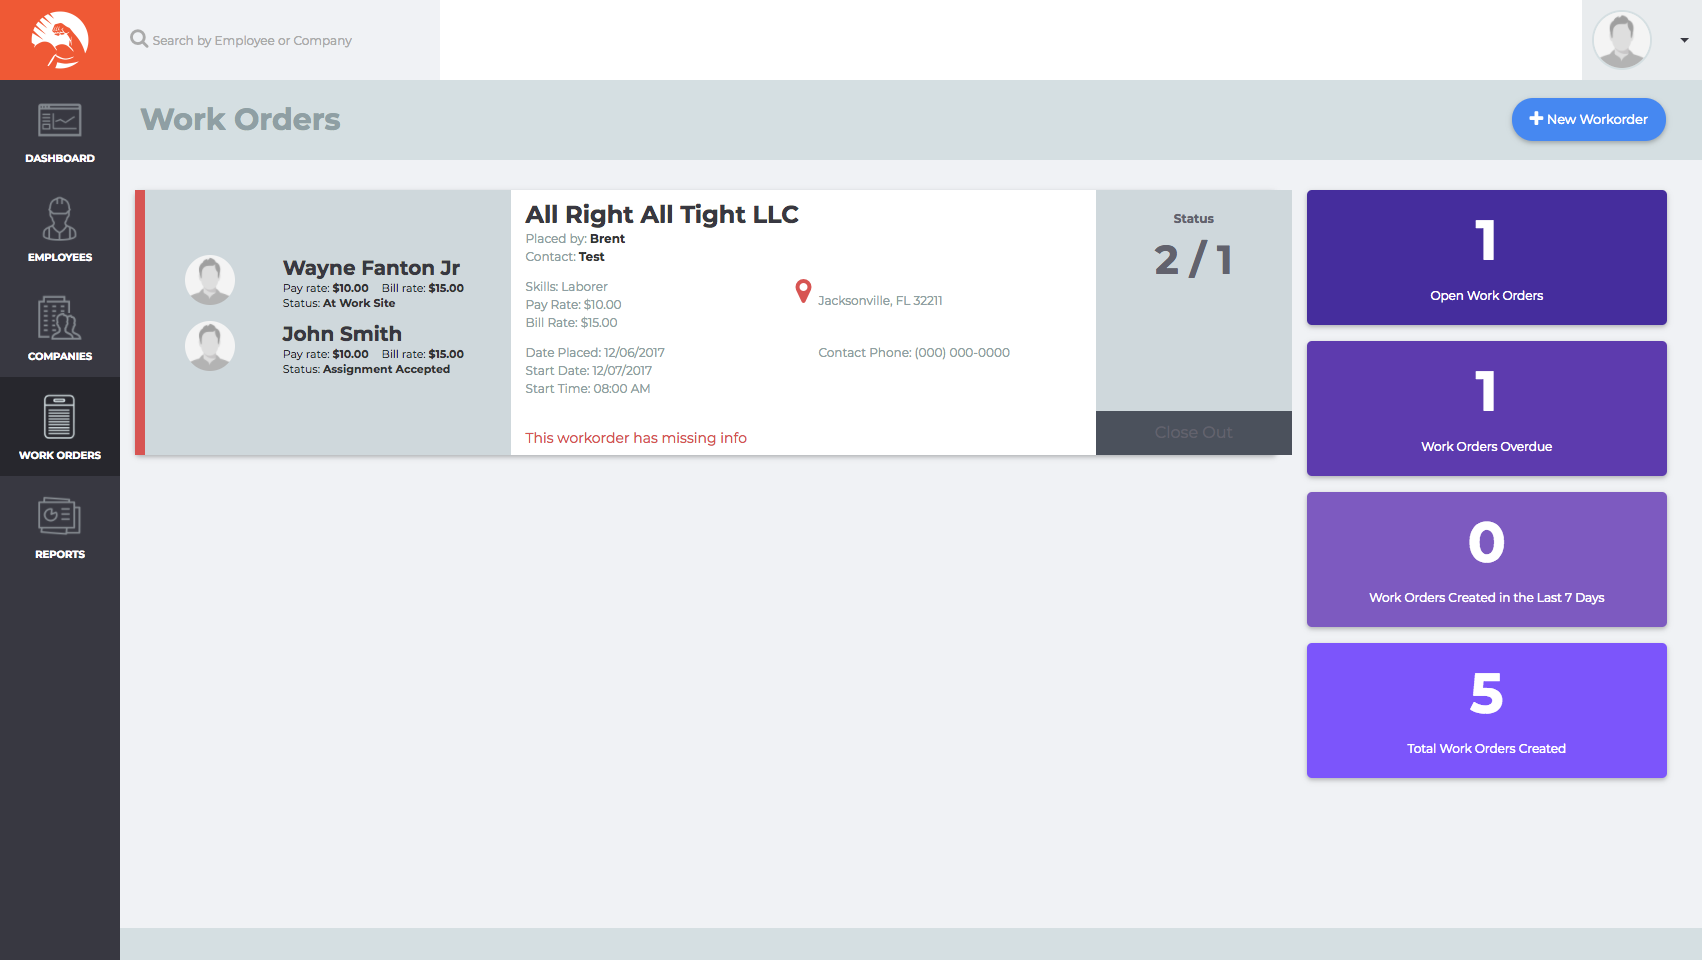 Search by Employee or Company
Work Orders
New Workorder
DASHBOARD
EMPLOYEES
COMPANIES
WORK ORDERS
REPORTS
Wayne Fanton Jr
Pay rate: $10.00 Bill rate: $15.00
Status: At Work Site
John Smith
Pay rate: $10.00 Bill rate: $15.00
Status: Assignment Accepted
All Right All Tight LLC
Placed by: Brent
Contact: Test
Skills: Laborer
Pay Rate: $10.00
Bill Rate: $15.00
Jacksonville, FL 32211
Date Placed: 12/06/2017
Start Date: 12/07/2017
Start Time: 08:00 AM
Contact Phone: (000) 000-0000
This workorder has missing info
Status
2 / 1
Close Out
1
Open Work Orders
1
Work Orders Overdue
0
Work Orders Created in the Last 7 Days
5
Total Work Orders Created